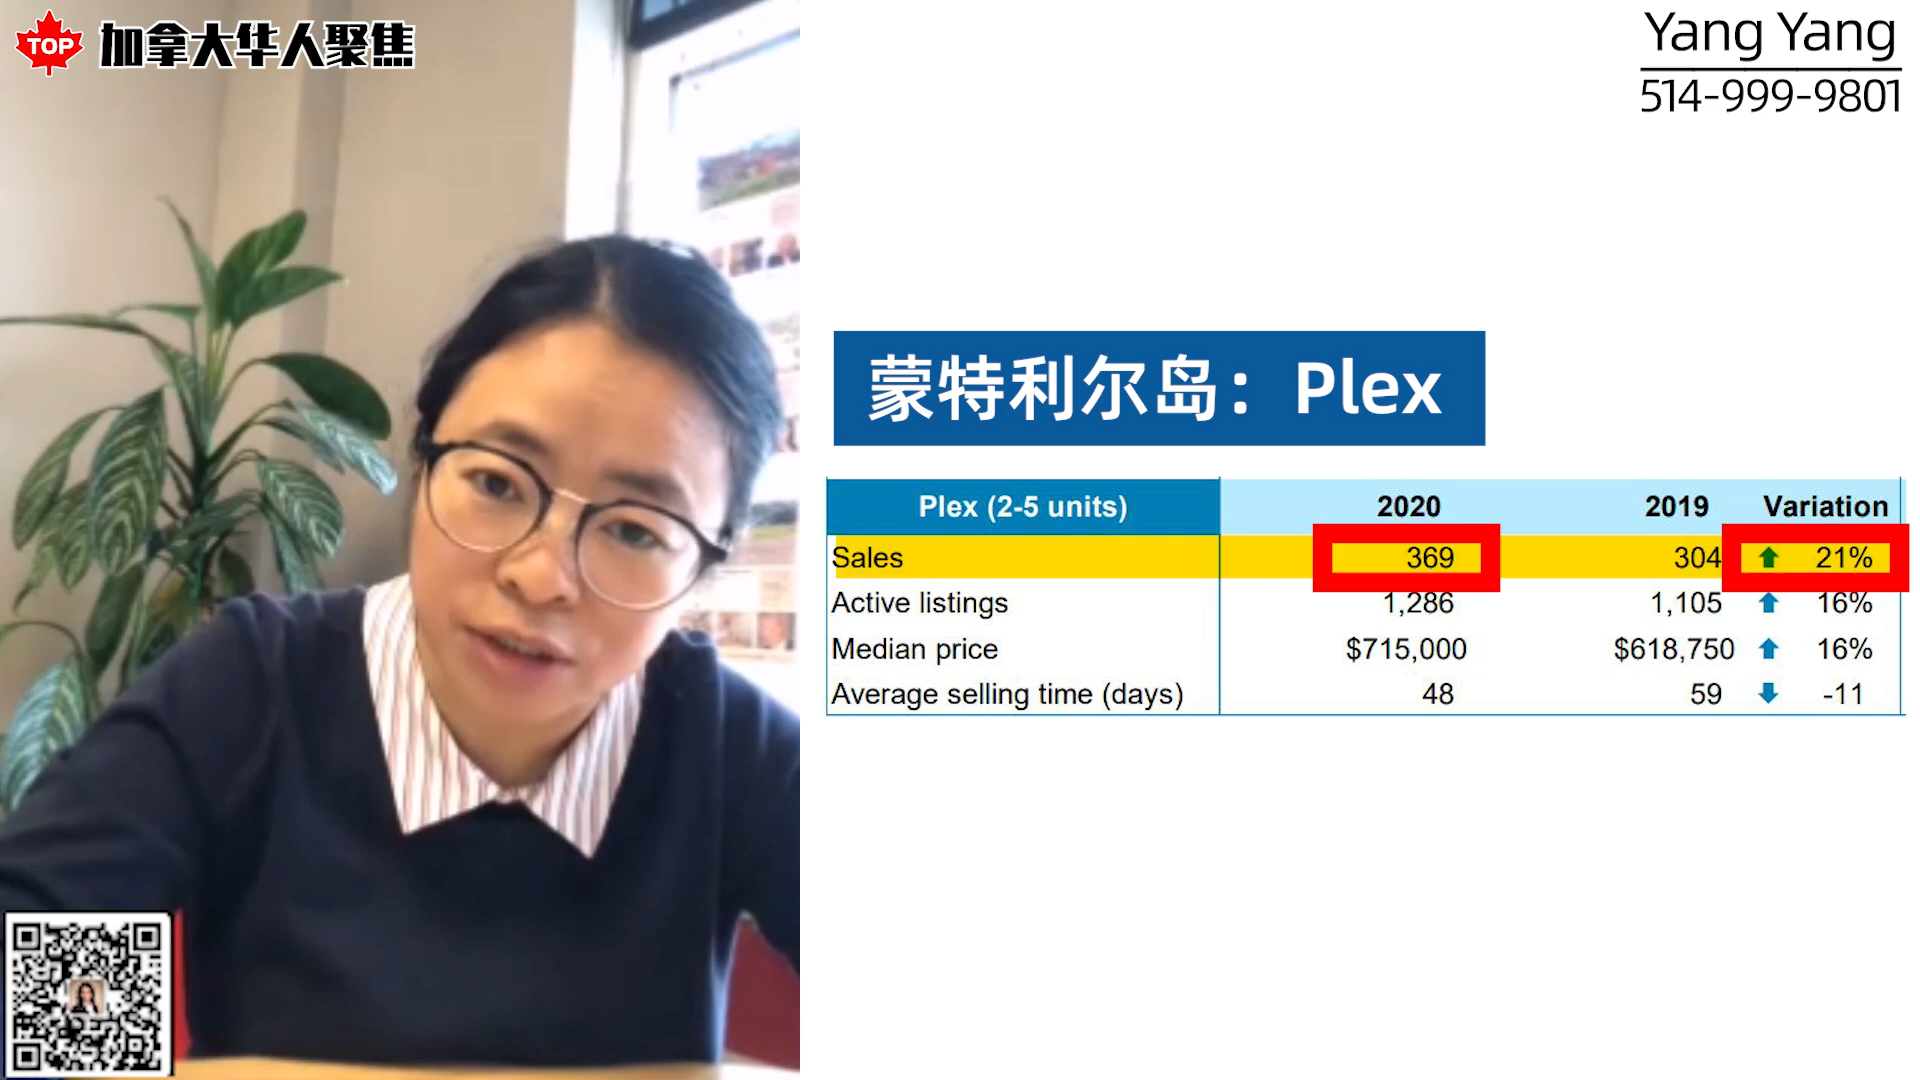 TOP 加拿大华人聚焦
Yang Yang
514-999-9801
蒙特利尔岛：Plex
Plex (2-5 units) 2020 2019 Variation
Sales 369 304 21%
Active listings 1,286 1,105 16%
Median price $715,000 $618,750 16%
Average selling time (days) 48 59 -11